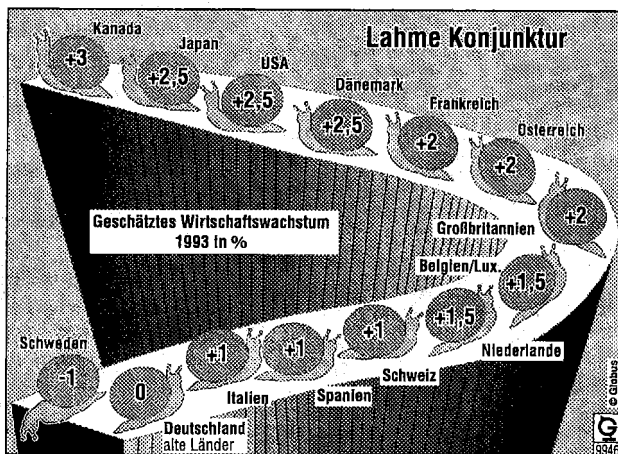 Lahme Konjunktur
Kanada
+3
Japan
+2,5
USA
+2,5
Dänemark
+2,5
Frankreich
+2
Österreich
+2
Großbritannien
+2
Geschätztes Wirtschaftswachstum
1993 in %
Belgien/Lux.
+1,5
Niederlande
+1,5
Schweiz
+1
Spanien
+1
Italien
+1
Deutschland
alte Länder
0
Schweden
-1
© Globus
G
9946